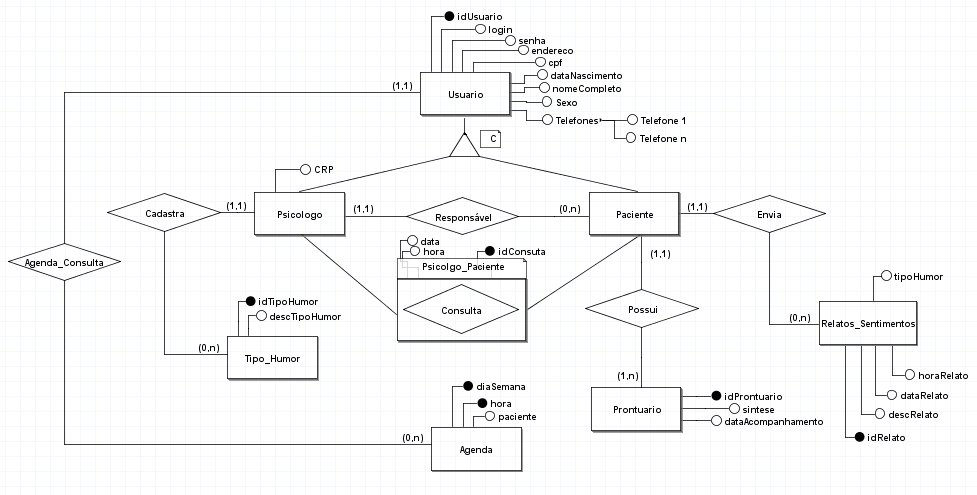 idUsuario
login
senha
endereco
cpf
dataNascimento
nomeCompleto
Sexo
Telefones
Telefone 1
Telefone n
(1,1)
Usuario
C
CRP
Cadastra
(1,1)
Psicologo
(1,1)
Responsável
(0,n)
Paciente
(1,1)
Envia
Agenda_Consulta
data
hora
idConsuta
Psicolgo_Paciente
Consulta
(1,1)
Possui
tipoHumor
(0,n)
Relatos_Sentimentos
idTipoHumor
descTipoHumor
(0,n)
Tipo_Humor
horaRelato
dataRelato
descRelato
idRelato
(1,n)
Prontuario
idProntuario
sintese
dataAcompanhamento
diaSemana
hora
paciente
(0,n)
Agenda